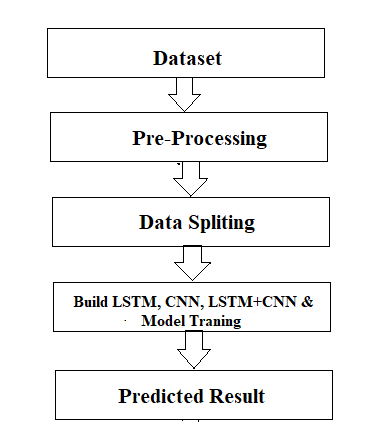 Dataset
Pre-Processing
Data Spliting
Build LSTM, CNN, LSTM+CNN &
Model Traning
Predicted Result